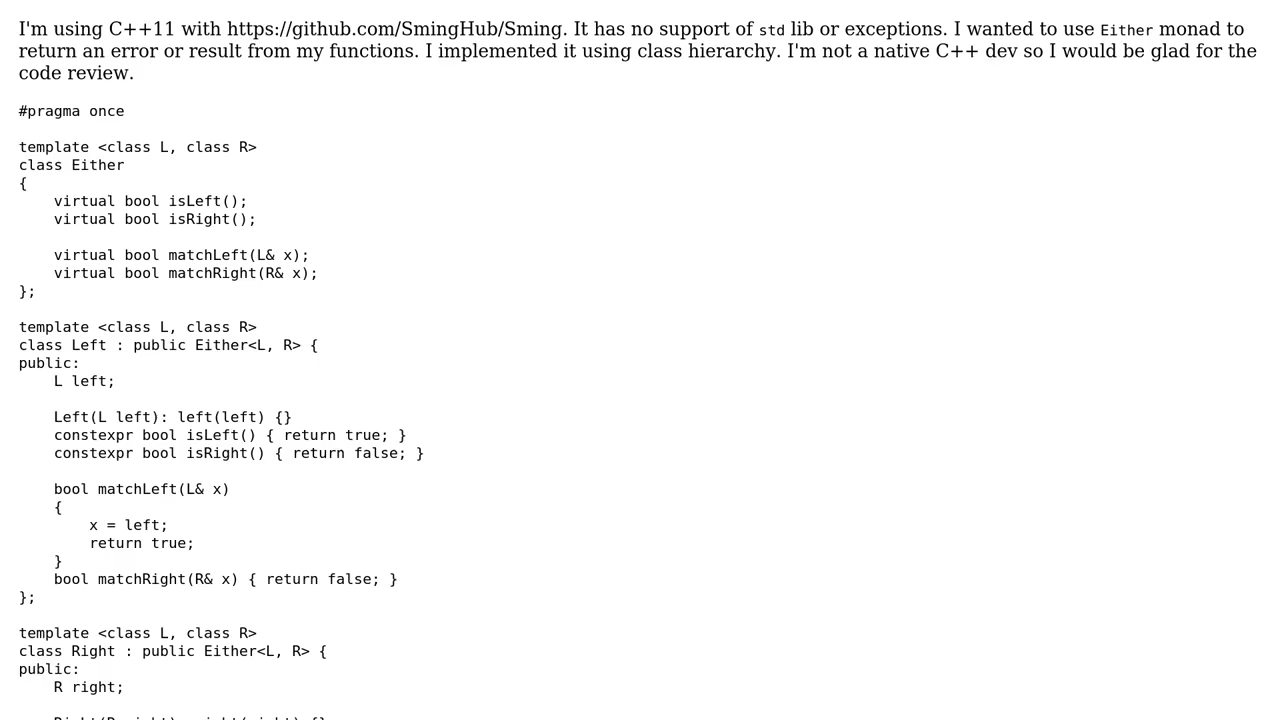 I'm using C++11 with https://github.com/SmingHub/Sming. It has no support of std lib or exceptions. I wanted to use Either monad to
return an error or result from my functions. I implemented it using class hierarchy. I'm not a native C++ dev so I would be glad for the
code review.
#pragma once
template <class L, class R>
class Either
{
    virtual bool isLeft();
    virtual bool isRight();
    virtual bool matchLeft(L& x);
    virtual bool matchRight(R& x);
};
template <class L, class R>
class Left : public Either<L, R> {
public:
    L left;
    Left(L left): left(left) {}
    constexpr bool isLeft() { return true; }
    constexpr bool isRight() { return false; }
    bool matchLeft(L& x)
    {
        x = left;
        return true;
    }
    bool matchRight(R& x) { return false; }
};
template <class L, class R>
class Right : public Either<L, R> {
public:
    R right;
    Right(R right): right(right) {}